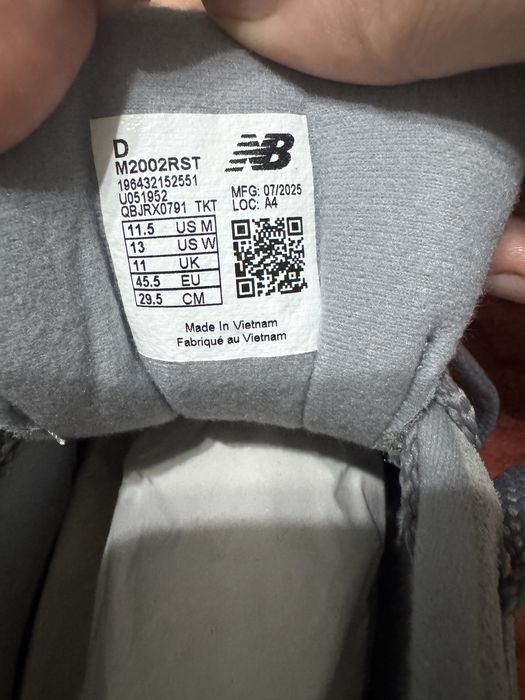 D
M2002RST
196432152551
U051952
QBJRX0791 TKT
NB
MFG: 07/2025
LOC: A4
11.5 US M
13 US W
11 UK
45.5 EU
29.5 CM
Made In Vietnam
Fabriqué au Vietnam